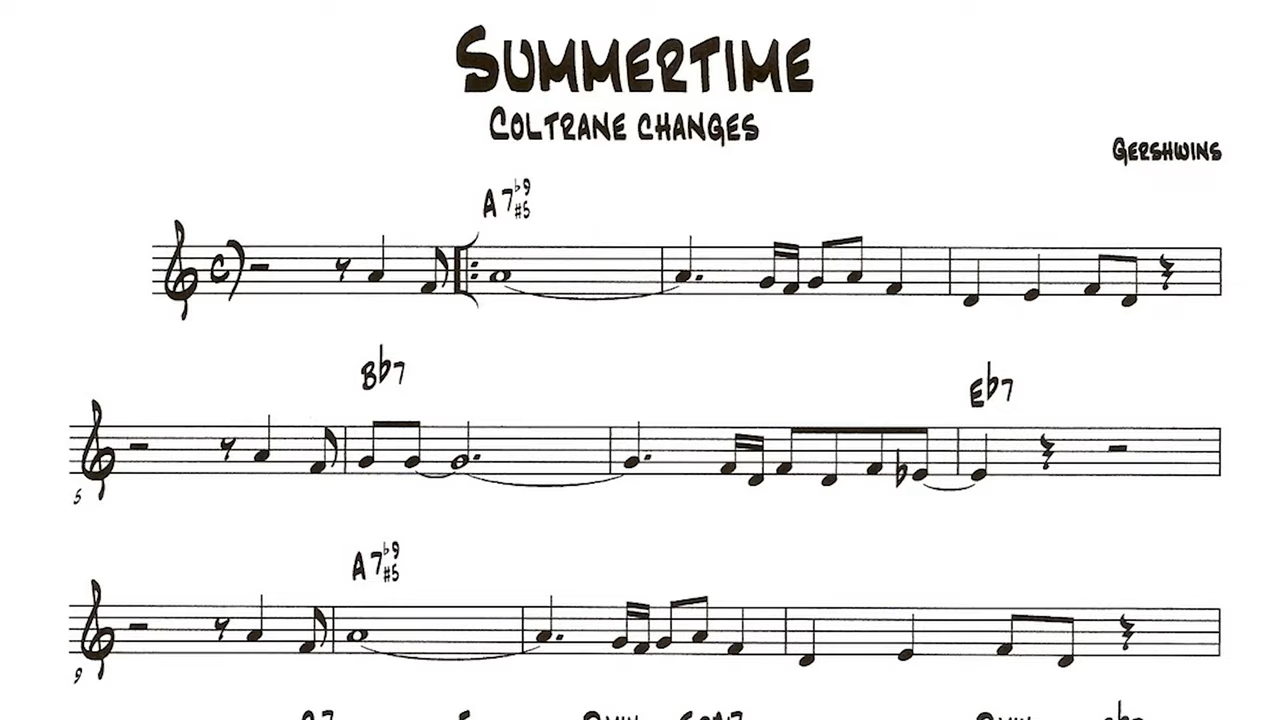 SUMMERTIME
COLTRANE CHANGES
GERSHWINS
A7♭9#5
B♭7
E♭7
5
A7♭9#5
9